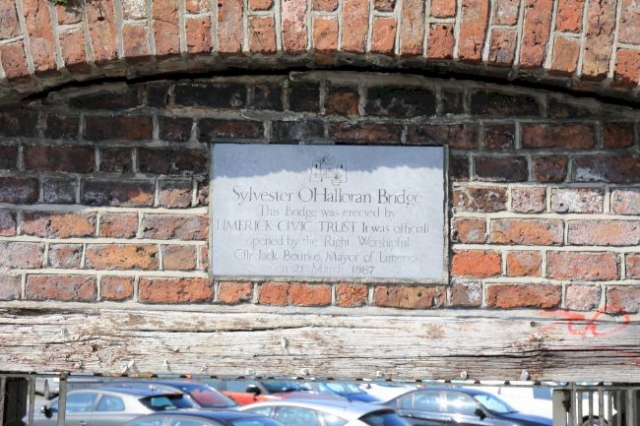 Sylvester O'Halloran Bridge
This Bridge was erected by
LIMERICK CIVIC TRUST It was officially
opened by the Right Worshipful
Cllr Jack Bourke Mayor of Limerick
n 21 March 1987